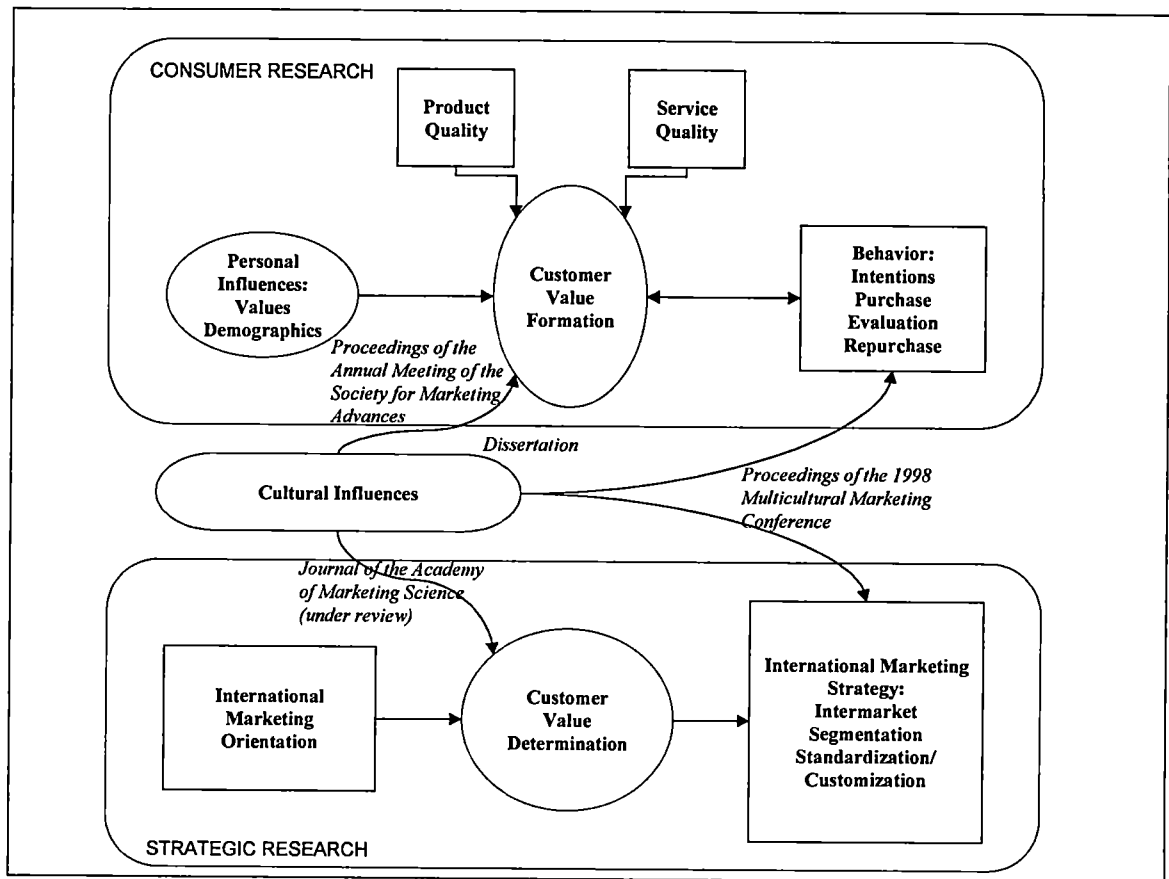 CONSUMER RESEARCH
Product
Quality
Service
Quality
Personal
Influences:
Values
Demographics
Customer
Value
Formation
Behavior:
Intentions
Purchase
Evaluation
Repurchase
Proceedings of the
Annual Meeting of the
Society for Marketing
Advances
Dissertation
Cultural Influences
Proceedings of the 1998
Multicultural Marketing
Conference
Journal of the Academy
of Marketing Science
(under review)
International
Marketing
Orientation
Customer
Value
Determination
International Marketing
Strategy:
Intermarket
Segmentation
Standardization/
Customization
STRATEGIC RESEARCH